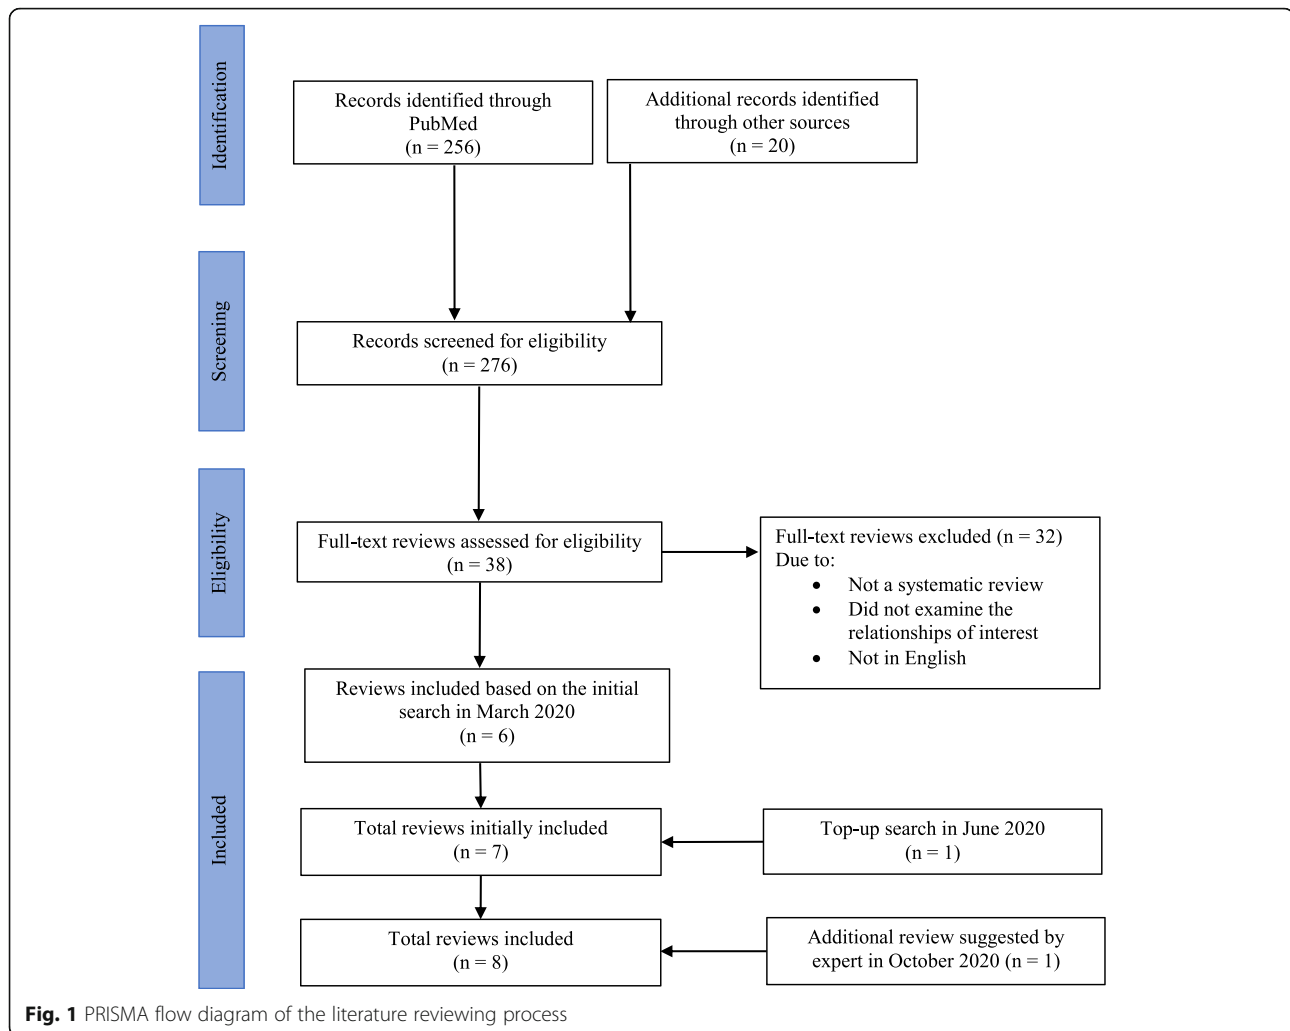 Identification
Records identified through
PubMed
(n = 256)
Additional records identified
through other sources
(n = 20)
Screening
Records screened for eligibility
(n = 276)
Eligibility
Full-text reviews assessed for eligibility
(n = 38)
Full-text reviews excluded (n = 32)
Due to:
• Not a systematic review
• Did not examine the
relationships of interest
• Not in English
Included
Reviews included based on the initial
search in March 2020
(n = 6)
Total reviews initially included
(n = 7)
Top-up search in June 2020
(n = 1)
Total reviews included
(n = 8)
Additional review suggested by
expert in October 2020 (n = 1)
Fig. 1 PRISMA flow diagram of the literature reviewing process